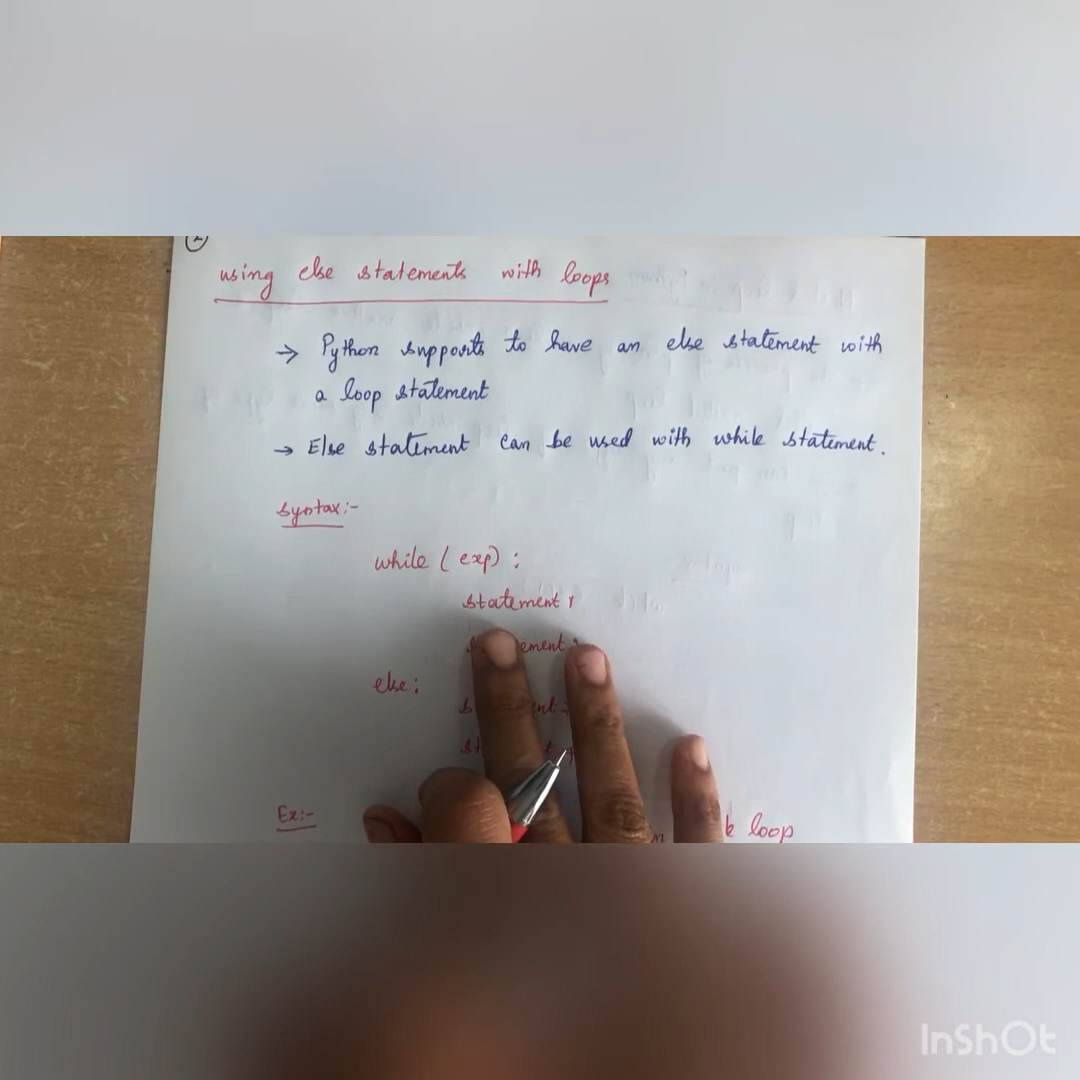 using else statements with loops
→ Python supports to have an else statement with
a loop statement
→ Else statement can be used with while statement.
syntax:-
while (exp) :
statement
else :
Ex:-
loop
InShOt